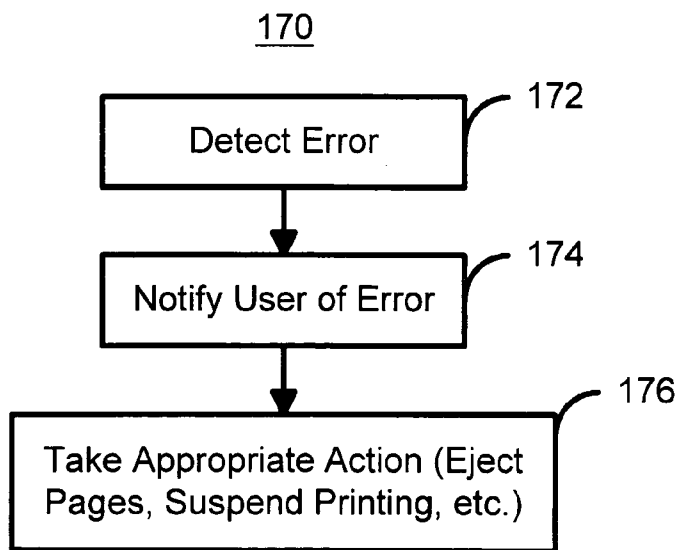 170
172
Detect Error
174
Notify User of Error
176
Take Appropriate Action (Eject
Pages, Suspend Printing, etc.)